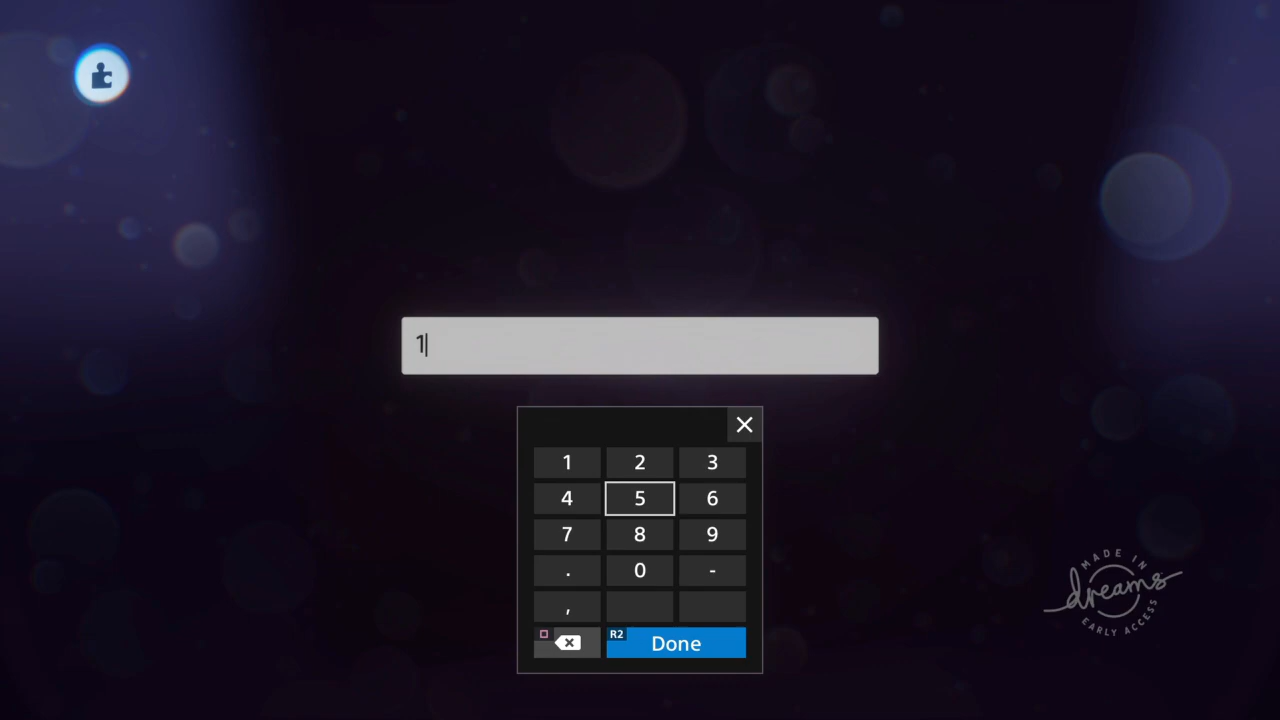 1
1 2 3
4 5 6
7 8 9
. 0 -
,
R2 Done
MADE IN
dreams
EARLY ACCESS